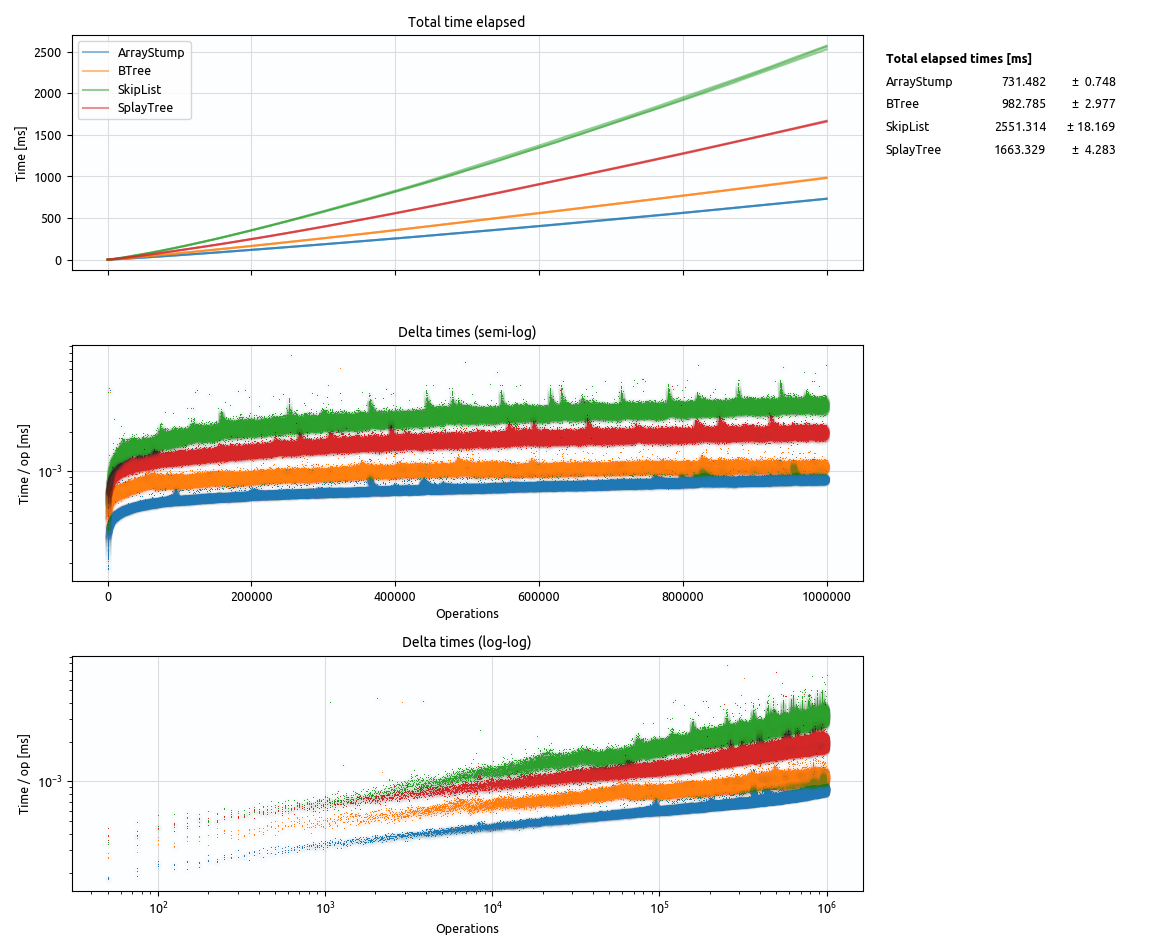 Total time elapsed
2500
2000
1500
1000
500
0
Time [ms]
ArrayStump
BTree
SkipList
SplayTree
Total elapsed times [ms]
ArrayStump 731.482 ± 0.748
BTree 982.785 ± 2.977
SkipList 2551.314 ± 18.169
SplayTree 1663.329 ± 4.283
Delta times (semi-log)
10⁻³
Time / op [ms]
0 200000 400000 600000 800000 1000000
Operations
Delta times (log-log)
10⁻³
Time / op [ms]
10² 10³ 10⁴ 10⁵ 10⁶
Operations